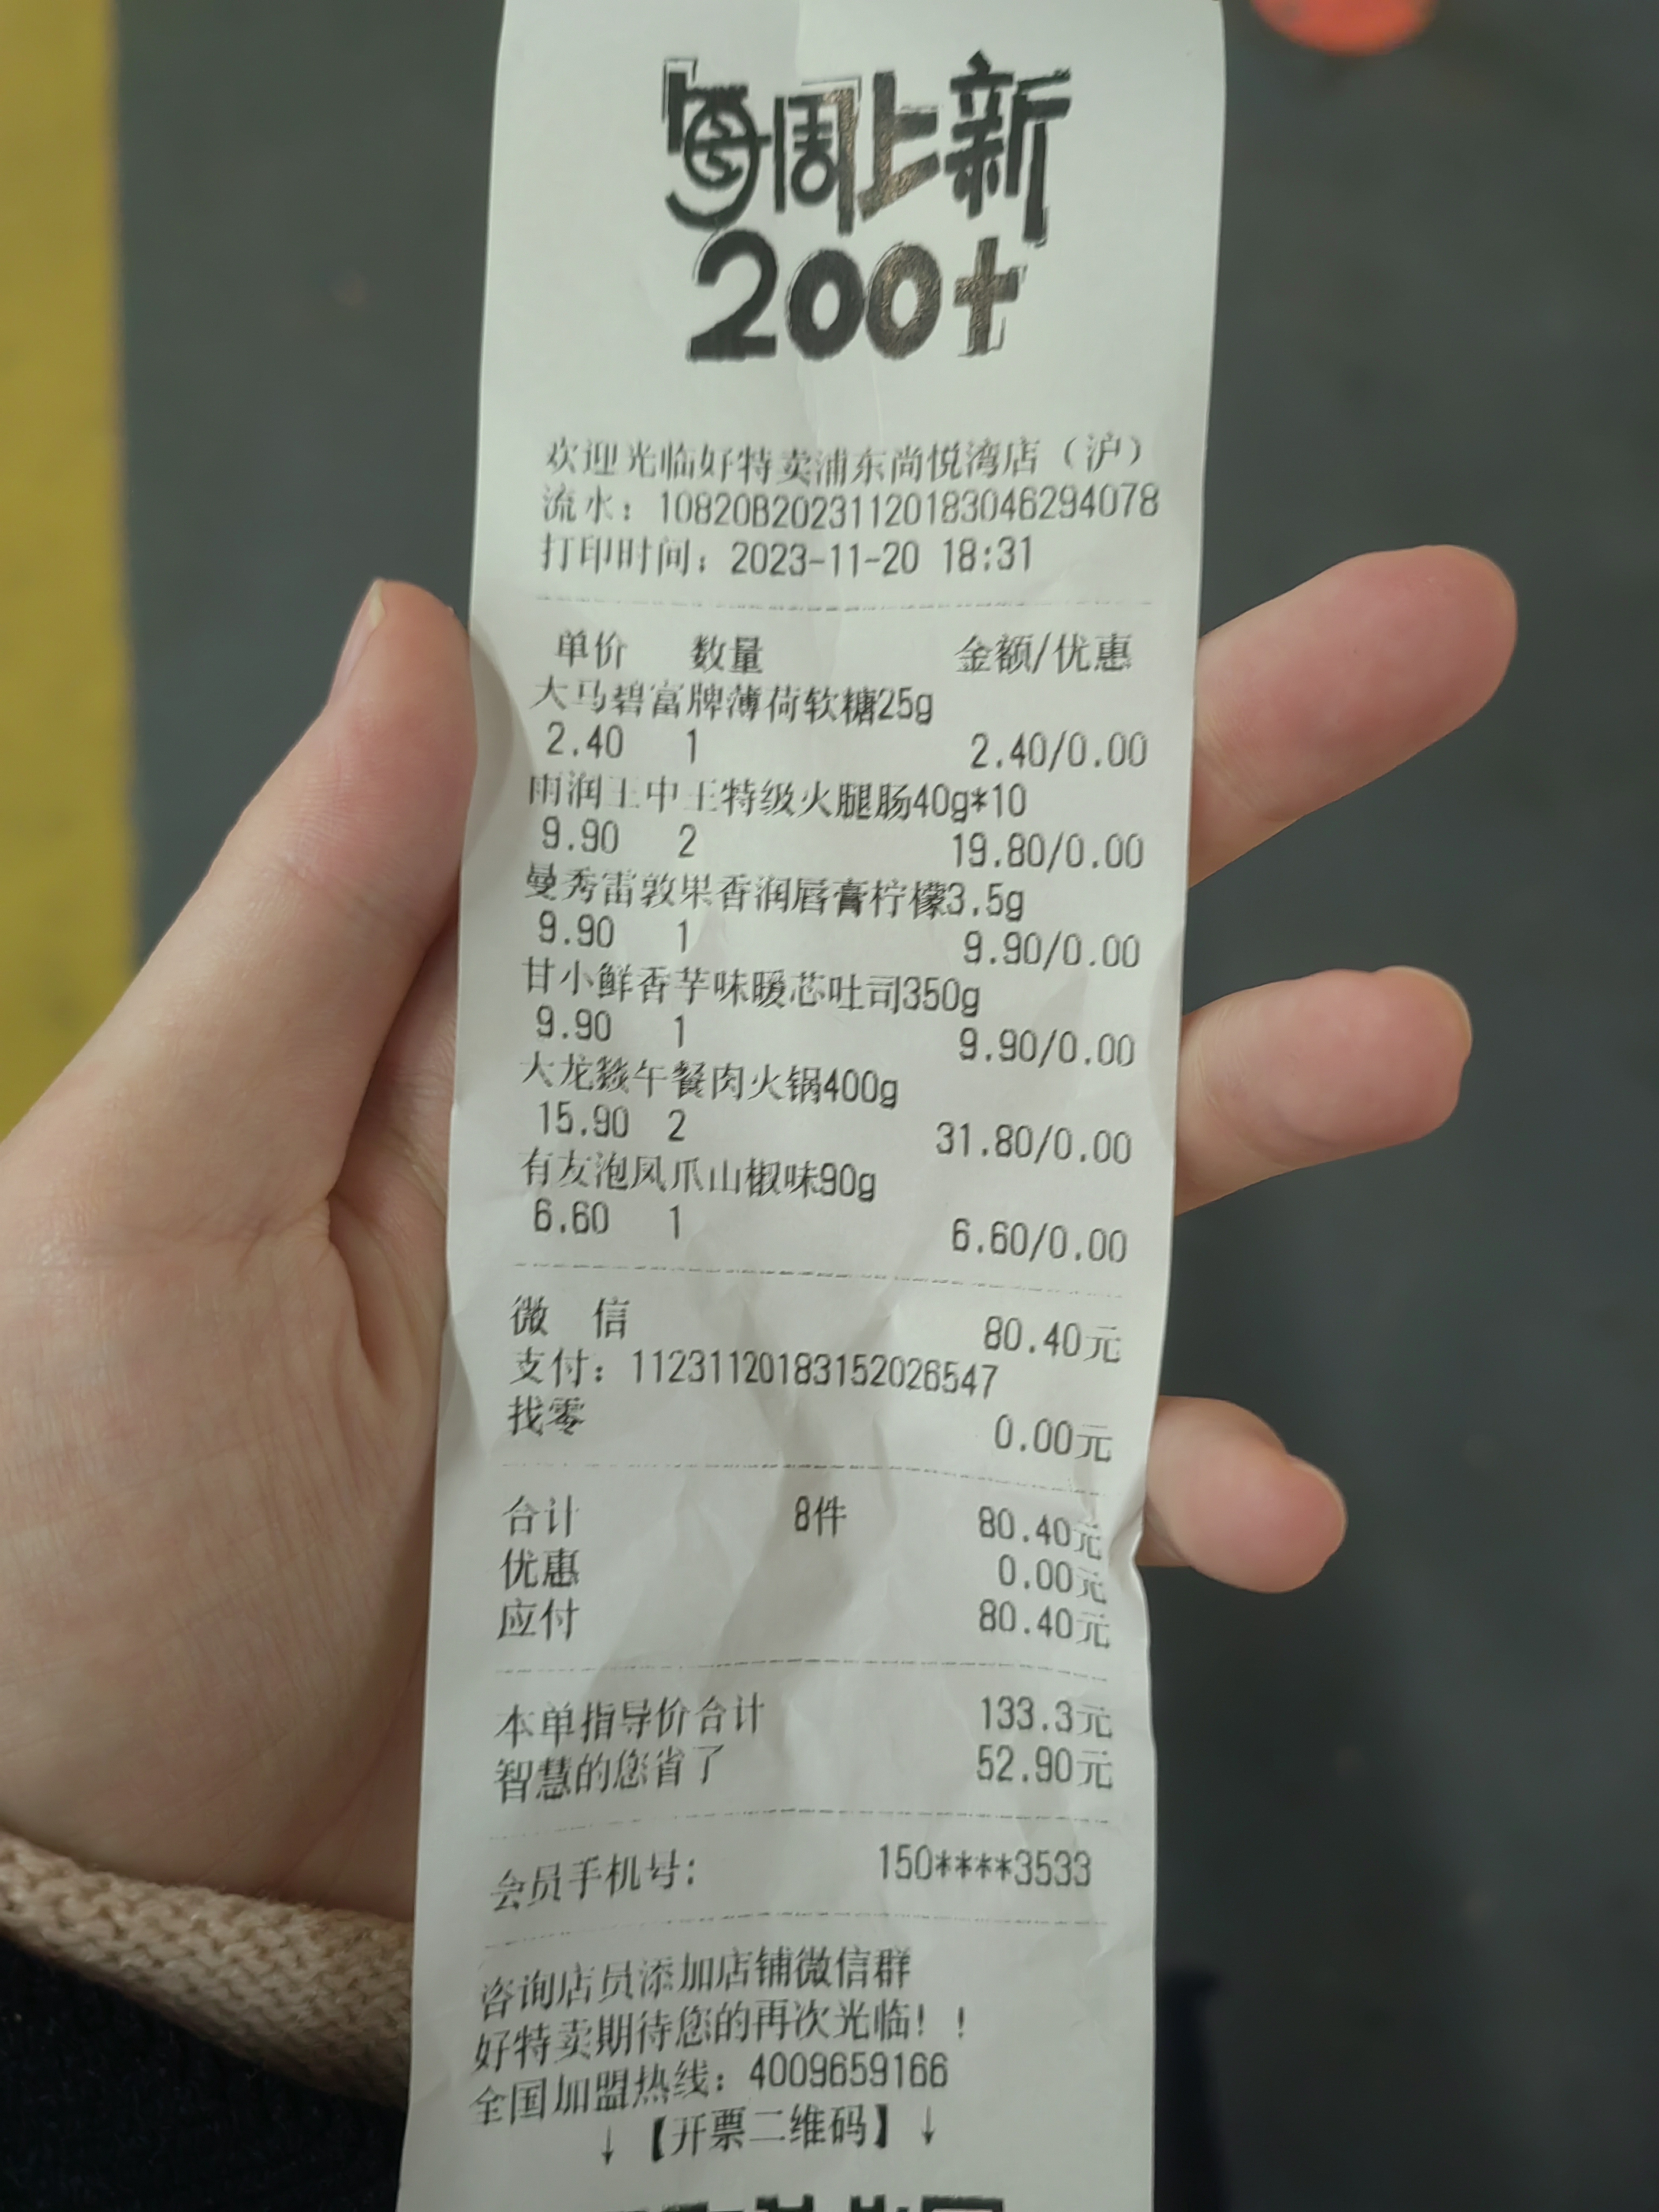 每周上新
200+
欢迎光临好特卖浦东尚悦湾店（沪）
流水：10820B20231120183046294078
打印时间：2023-11-20 18:31
单价 数量 金额/优惠
大马碧富牌薄荷软糖25g
2.40 1 2.40/0.00
雨润王中王特级火腿肠40g*10
9.90 2 19.80/0.00
曼秀雷敦果香润唇膏柠檬3.5g
9.90 1 9.90/0.00
甘小鲜香芋味暖芯吐司350g
9.90 1 9.90/0.00
大龙燚午餐肉火锅400g
15.90 2 31.80/0.00
有友泡凤爪山椒味90g
6.60 1 6.60/0.00
微 信 80.40元
支付：11231120183152026547
找零 0.00元
合计 8件 80.40元
优惠 0.00元
应付 80.40元
本单指导价合计 133.3元
智慧的您省了 52.90元
会员手机号: 150****3533
咨询店员添加店铺微信群
好特卖期待您的再次光临！！
全国加盟热线：4009659166
↓【开票二维码】↓